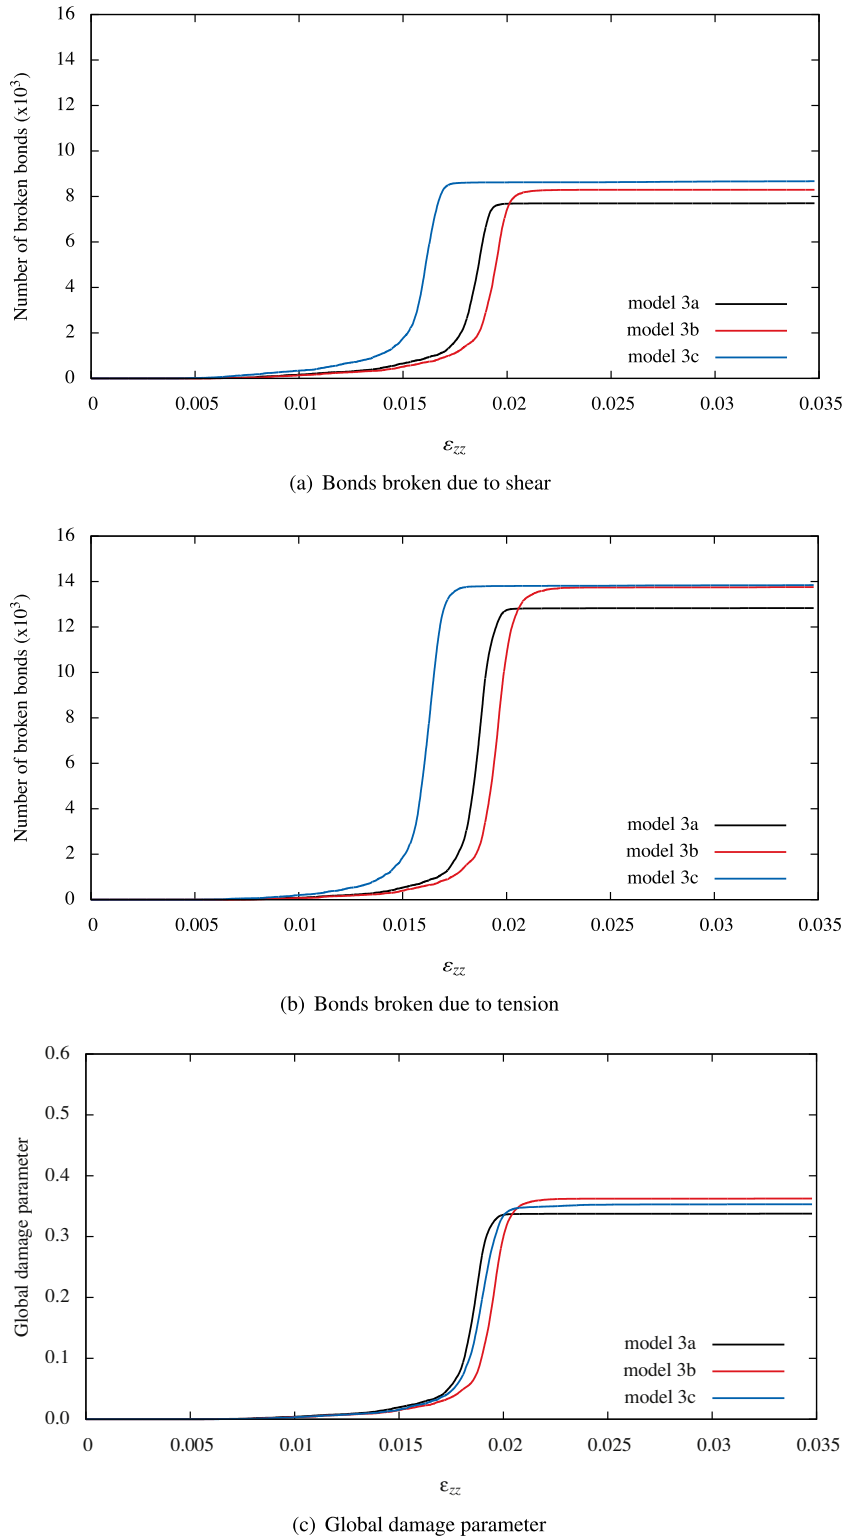 16
14
12
10
8
6
4
2
0
Number of broken bonds (x10³)
model 3a
model 3b
model 3c
0 0.005 0.01 0.015 0.02 0.025 0.03 0.035
εzz
(a) Bonds broken due to shear
16
14
12
10
8
6
4
2
0
Number of broken bonds (x10³)
model 3a
model 3b
model 3c
0 0.005 0.01 0.015 0.02 0.025 0.03 0.035
εzz
(b) Bonds broken due to tension
0.6
0.5
0.4
0.3
0.2
0.1
0.0
Global damage parameter
model 3a
model 3b
model 3c
0 0.005 0.01 0.015 0.02 0.025 0.03 0.035
εzz
(c) Global damage parameter